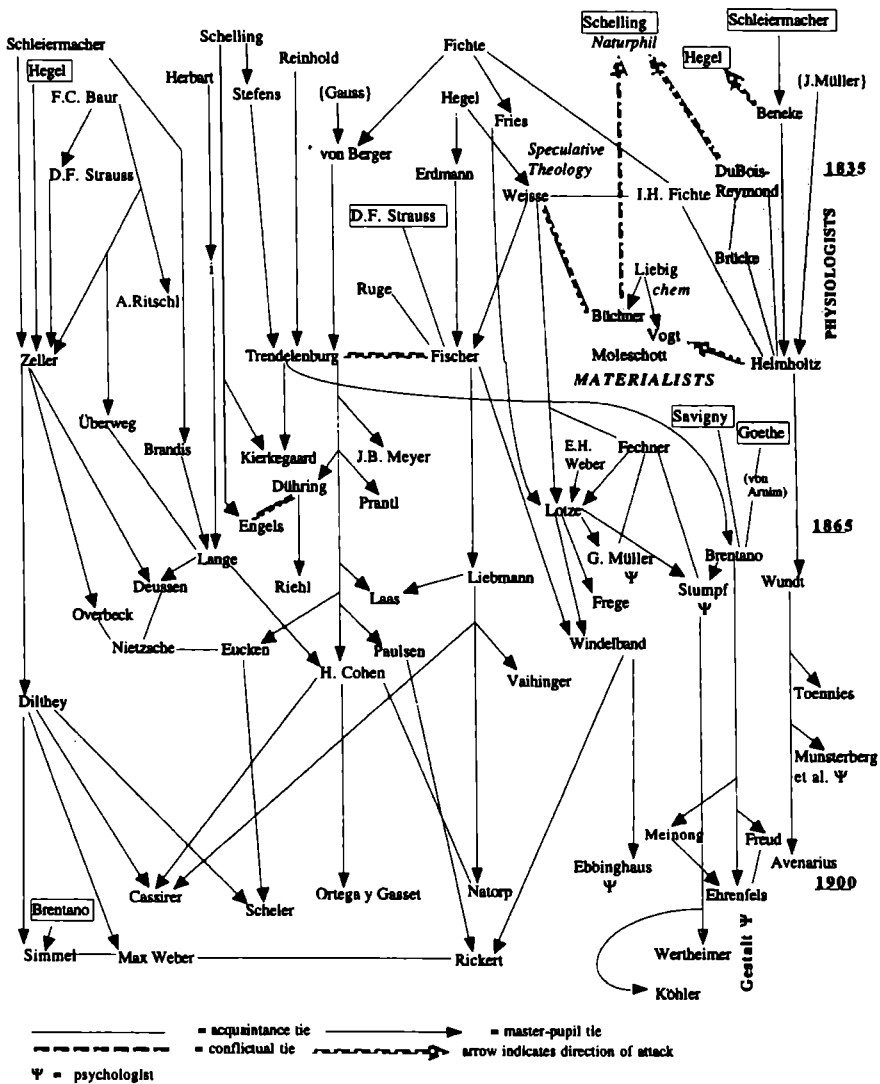 Schleiermacher
Schelling
Reinhold
Fichte
Schelling
Naturphil
Schleiermacher
Hegel
F.C. Baur
Herbart
Stefens
{Gauss}
Hegel
Fries
Hegel
{J.Müller}
Beneke
D.F. Strauss
von Berger
Erdmann
Speculative
Theology
Weisse
I.H. Fichte
DuBois-
Reymond
1835
D.F. Strauss
Brücke
PHYSIOLOGISTS
A.Ritschl
i
Ruge
Liebig
chem
Büchner
Vogt
Zeller
Trendelenburg
Fischer
Moleschott
Helmholtz
MATERIALISTS
Überweg
Brandis
Kierkegaard
J.B. Meyer
E.H.
Weber
Fechner
Savigny
Goethe
(von
Arnim)
Dühring
Prantl
Engels
Lotze
1865
Lange
Riehl
G. Müller
Ψ
Brentano
Deussen
Laas
Liebmann
Frege
Stumpf
Ψ
Wundt
Overbeck
Nietzsche
Eucken
Paulsen
Windelband
H. Cohen
Vaihinger
Dilthey
Toennies
Munsterberg
et al. Ψ
Meinong
Freud
Ebbinghaus
Ψ
Avenarius
Cassirer
Scheler
Ortega y Gasset
Natorp
Ehrenfels
1900
Brentano
Gestalt Ψ
Simmel
Max Weber
Rickert
Wertheimer
Köhler
= acquaintance tie
= master-pupil tie
= conflictual tie
arrow indicates direction of attack
Ψ = psychologist